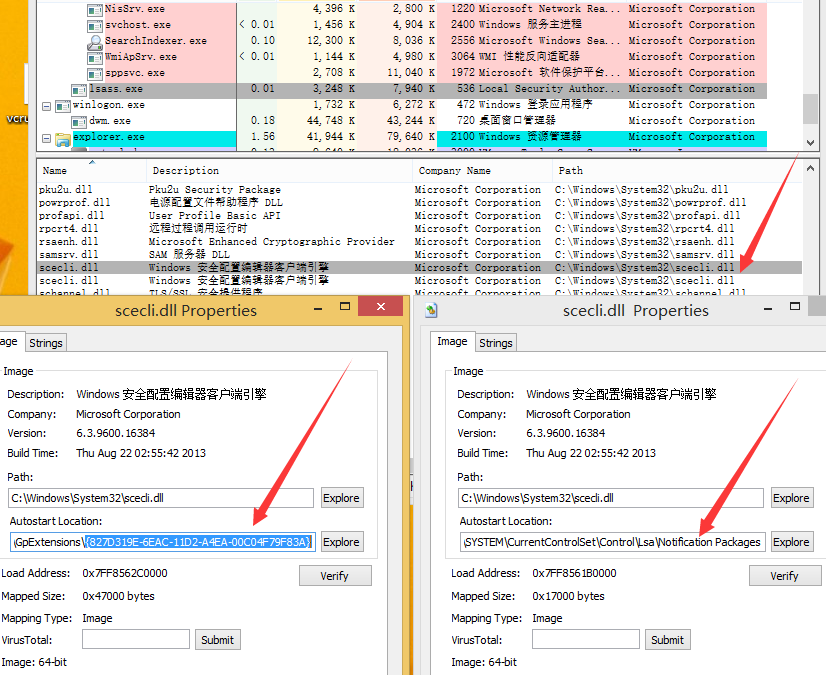 NisSrv.exe 4,396 K 2,800 K 1220 Microsoft Network Rea... Microsoft Corporation
svchost.exe < 0.01 1,456 K 4,904 K 2400 Windows 服务主进程 Microsoft Corporation
SearchIndexer.exe 0.10 12,300 K 8,036 K 2556 Microsoft Windows Sea... Microsoft Corporation
WmiApSrv.exe < 0.01 1,144 K 4,980 K 3064 WMI 性能反向适配器 Microsoft Corporation
sppsvc.exe 2,708 K 11,040 K 1972 Microsoft 软件保护平台... Microsoft Corporation
lsass.exe 0.01 3,248 K 7,940 K 536 Local Security Author... Microsoft Corporation
winlogon.exe 1,732 K 6,272 K 472 Windows 登录应用程序 Microsoft Corporation
dwm.exe 0.18 44,748 K 43,244 K 720 桌面窗口管理器 Microsoft Corporation
explorer.exe 1.56 41,944 K 79,640 K 2100 Windows 资源管理器 Microsoft Corporation
vcru
Name Description Company Name Path
pku2u.dll Pku2u Security Package Microsoft Corporation C:\Windows\System32\pku2u.dll
powrprof.dll 电源配置文件帮助程序 DLL Microsoft Corporation C:\Windows\System32\powrprof.dll
profapi.dll User Profile Basic API Microsoft Corporation C:\Windows\System32\profapi.dll
rpcrt4.dll 远程过程调用运行时 Microsoft Corporation C:\Windows\System32\rpcrt4.dll
rsaenh.dll Microsoft Enhanced Cryptographic Provider Microsoft Corporation C:\Windows\System32\rsaenh.dll
samsrv.dll SAM 服务器 DLL Microsoft Corporation C:\Windows\System32\samsrv.dll
scecli.dll Windows 安全配置编辑器客户端引擎 Microsoft Corporation C:\Windows\System32\scecli.dll
scecli.dll Windows 安全配置编辑器客户端引擎 Microsoft Corporation C:\Windows\System32\scecli.dll
schannel.dll TLS/SSL 安全提供程序 Microsoft Corporation C:\Windows\System32\schannel.dll
scecli.dll Properties
age Strings
Image
Description: Windows 安全配置编辑器客户端引擎
Company: Microsoft Corporation
Version: 6.3.9600.16384
Build Time: Thu Aug 22 02:55:42 2013
Path:
C:\Windows\System32\scecli.dll Explore
Autostart Location:
\GpExtensions\{827D319E-6EAC-11D2-A4EA-00C04F79F83A} Explore
Load Address: 0x7FF8562C0000 Verify
Mapped Size: 0x47000 bytes
Mapping Type: Image
VirusTotal: Submit
Image: 64-bit
scecli.dll Properties
Image Strings
Image
Description: Windows 安全配置编辑器客户端引擎
Company: Microsoft Corporation
Version: 6.3.9600.16384
Build Time: Thu Aug 22 02:55:42 2013
Path:
C:\Windows\System32\scecli.dll Explore
Autostart Location:
\SYSTEM\CurrentControlSet\Control\Lsa\Notification Packages Explore
Load Address: 0x7FF8561B0000 Verify
Mapped Size: 0x17000 bytes
Mapping Type: Image
VirusTotal: Submit
Image: 64-bit